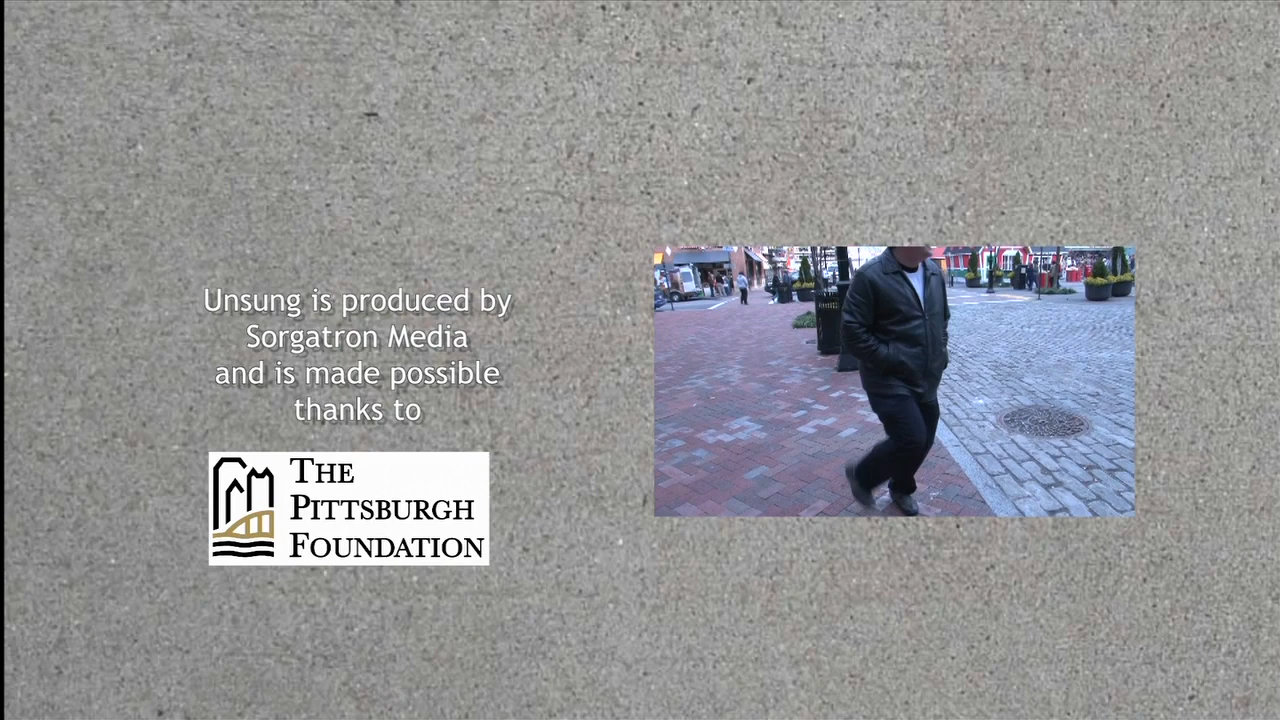 Unsung is produced by
Sorgatron Media
and is made possible
thanks to
THE
PITTSBURGH
FOUNDATION